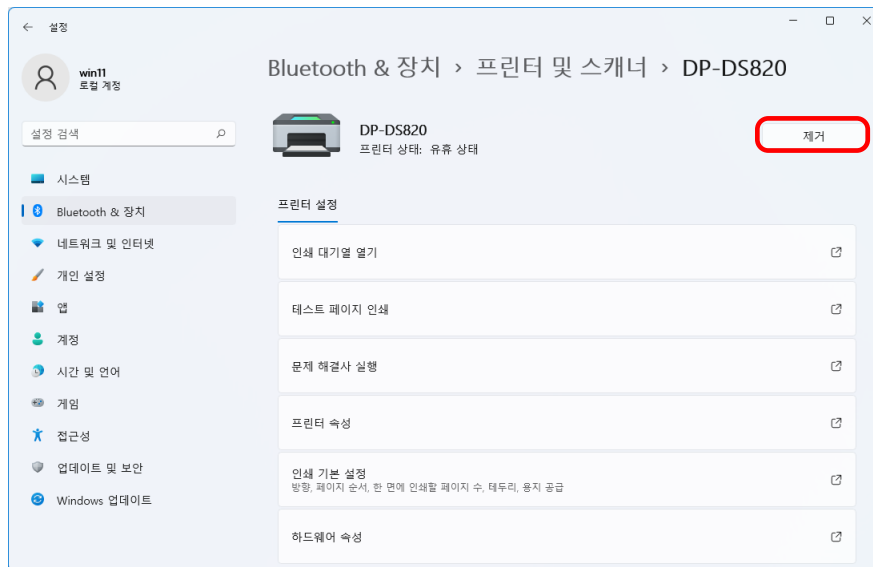 설정
win11
로컬 계정
설정 검색
시스템
Bluetooth & 장치
네트워크 및 인터넷
개인 설정
앱
계정
시간 및 언어
게임
접근성
업데이트 및 보안
Windows 업데이트
Bluetooth & 장치 › 프린터 및 스캐너 › DP-DS820
DP-DS820
프린터 상태: 유휴 상태
제거
프린터 설정
인쇄 대기열 열기
테스트 페이지 인쇄
문제 해결사 실행
프린터 속성
인쇄 기본 설정
방향, 페이지 순서, 한 면에 인쇄할 페이지 수, 테두리, 용지 공급
하드웨어 속성